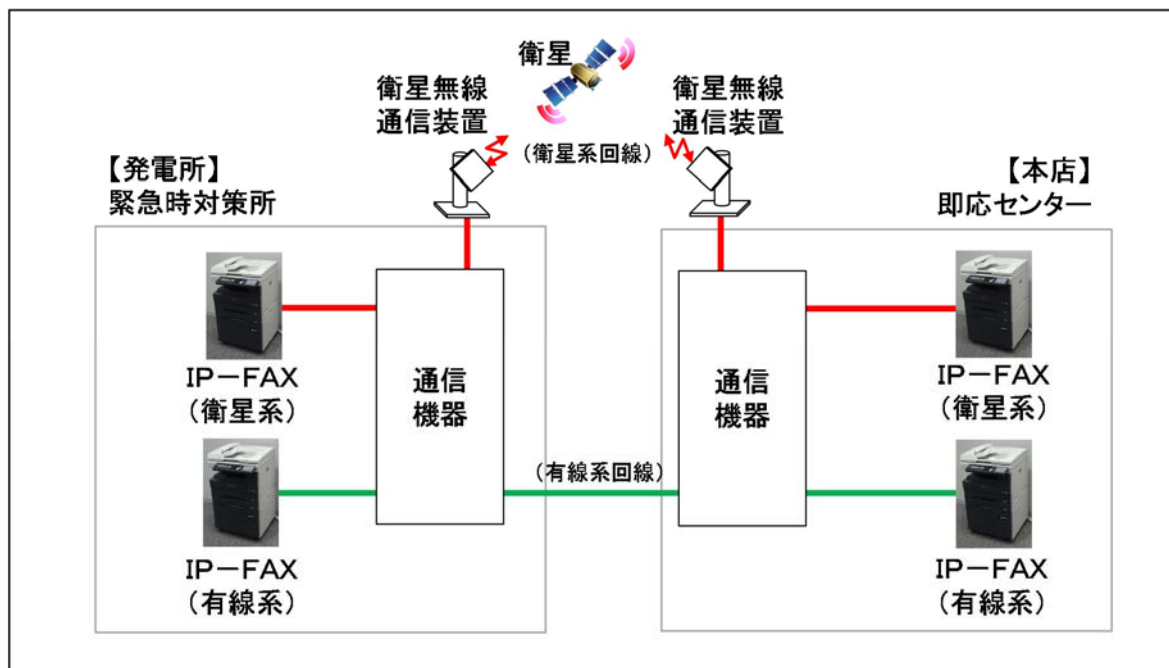 衛星
衛星無線
通信装置
衛星無線
通信装置
（衛星系回線）
【発電所】
緊急時対策所
【本店】
即応センター
IP－FAX
（衛星系）
通信
機器
通信
機器
IP－FAX
（衛星系）
（有線系回線）
IP－FAX
（有線系）
IP－FAX
（有線系）